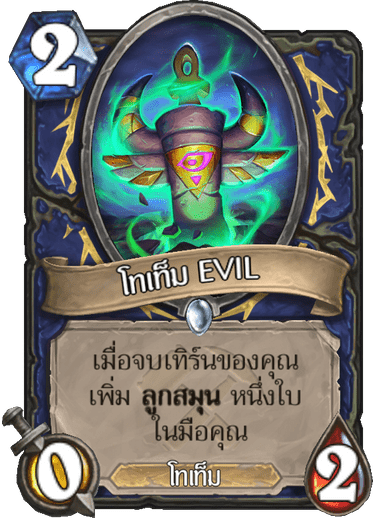 2
โทเท็ม EVIL
เมื่อจบเทิร์นของคุณ
เพิ่ม ลูกสมุน หนึ่งใบ
ในมือคุณ
0
โทเท็ม
2